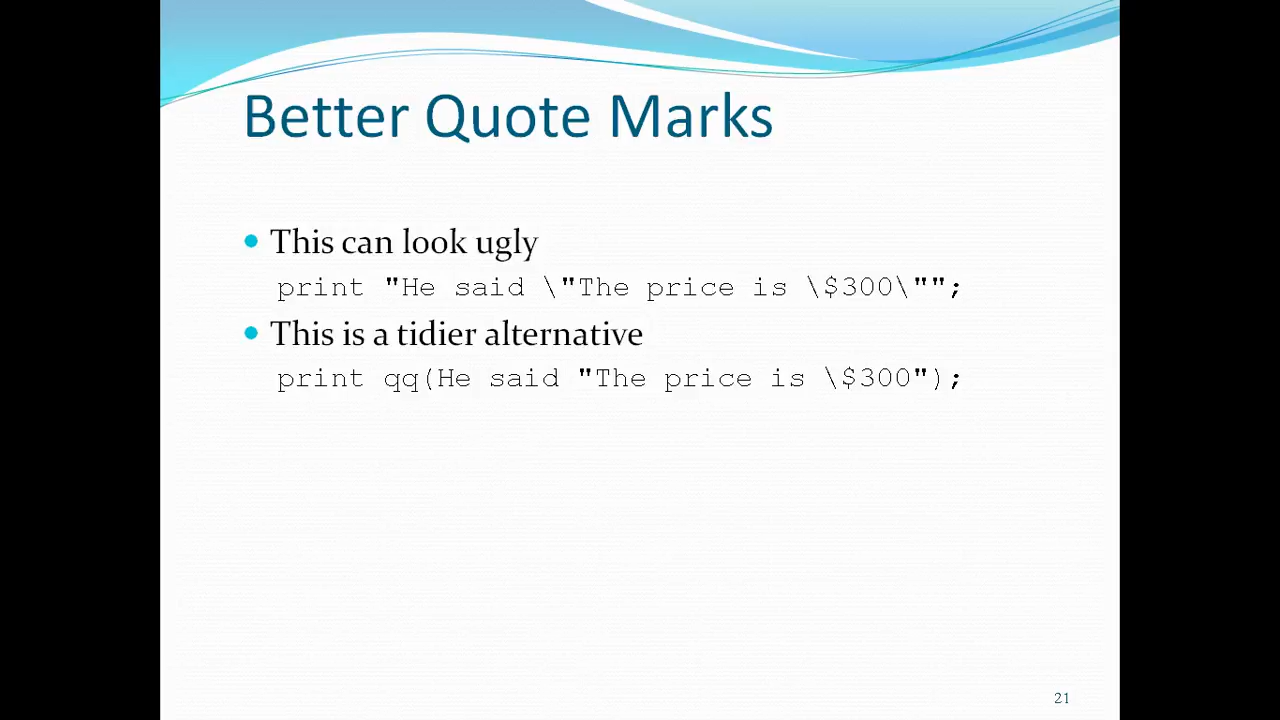 Better Quote Marks
• This can look ugly
print "He said \"The price is \$300\"";
• This is a tidier alternative
print qq(He said "The price is \$300");
21